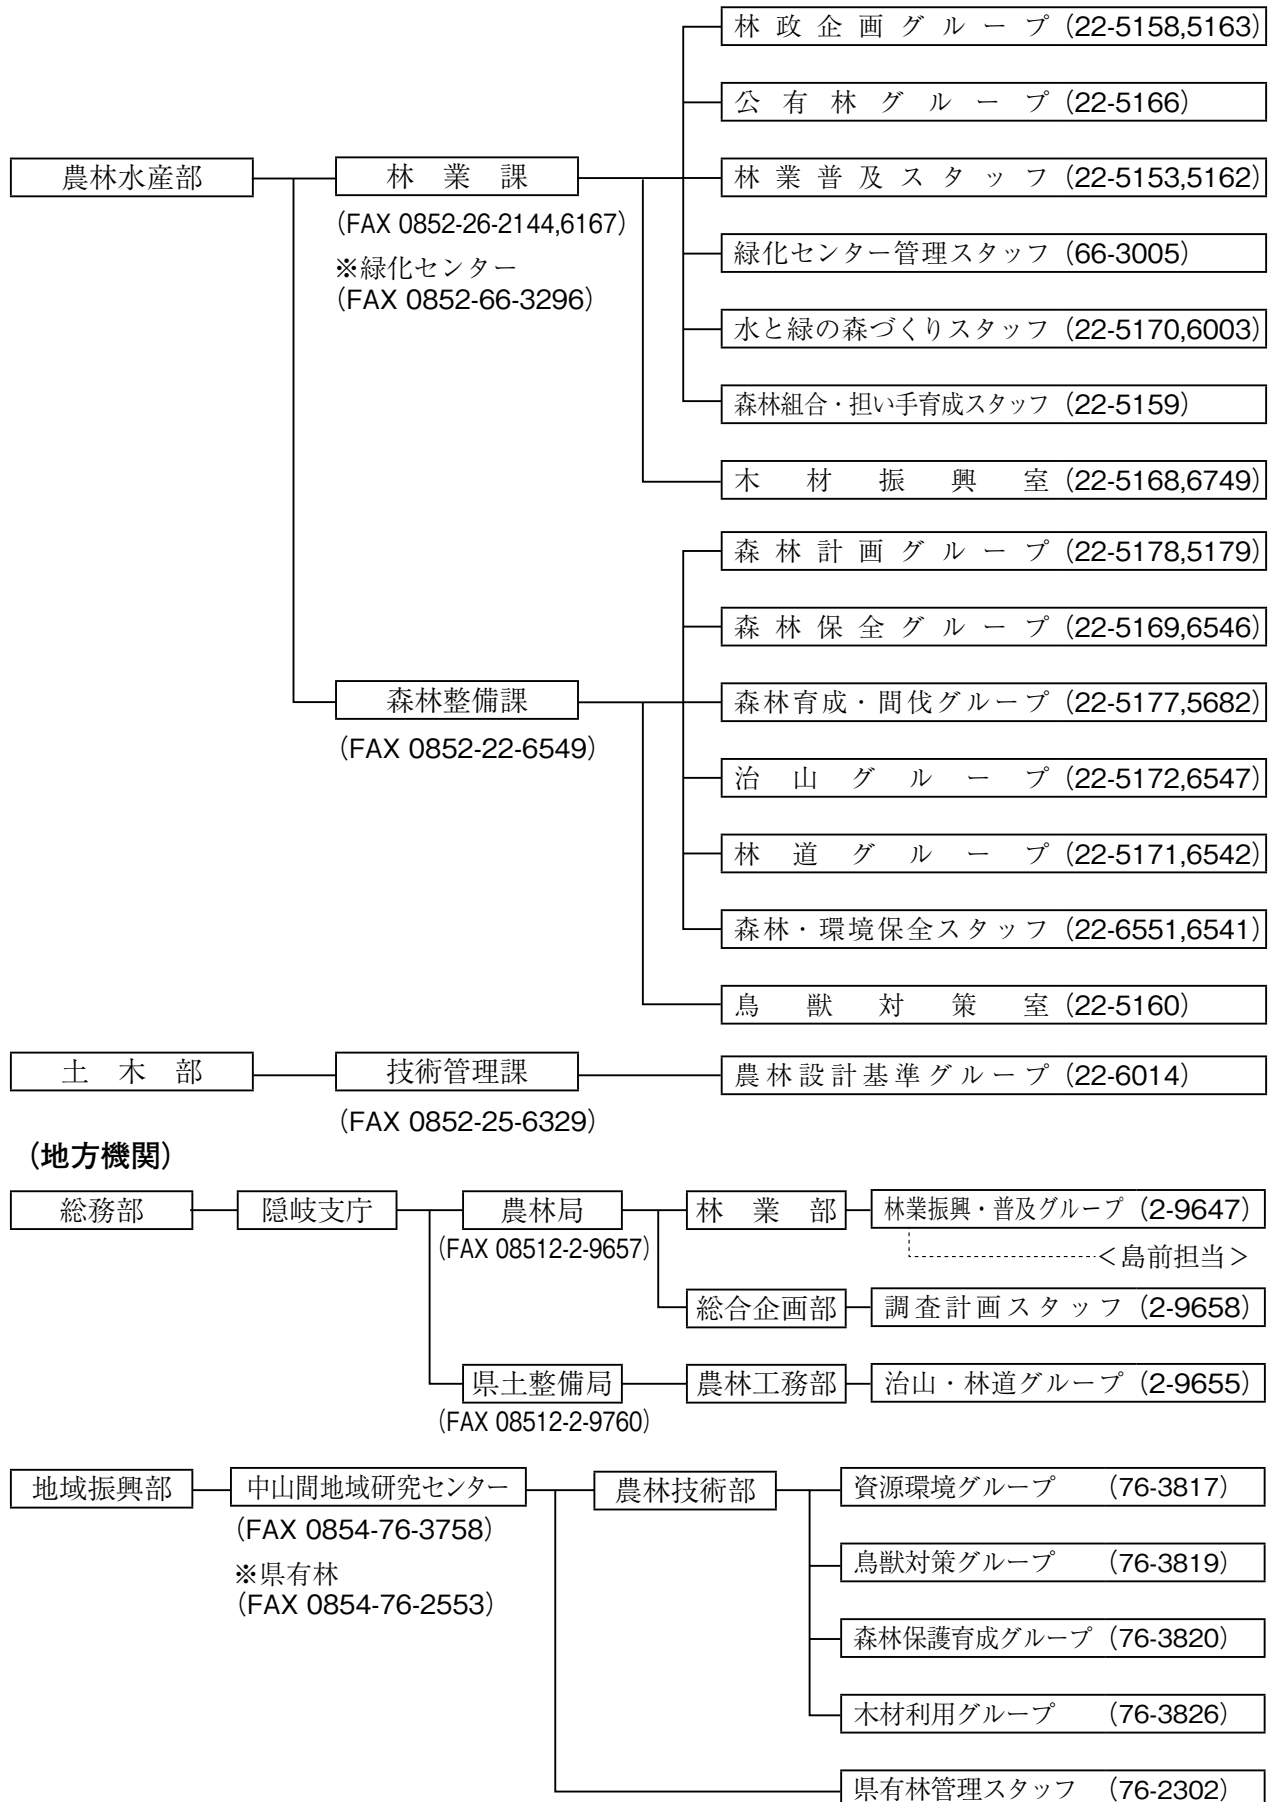 林政企画グループ（22-5158,5163）
公有林グループ（22-5166）
農林水産部 林業課 林業普及スタッフ（22-5153,5162）
（FAX 0852-26-2144,6167）
※緑化センター
（FAX 0852-66-3296）
緑化センター管理スタッフ（66-3005）
水と緑の森づくりスタッフ（22-5170,6003）
森林組合・担い手育成スタッフ（22-5159）
木材振興室（22-5168,6749）
森林計画グループ（22-5178,5179）
森林保全グループ（22-5169,6546）
森林整備課 森林育成・間伐グループ（22-5177,5682）
（FAX 0852-22-6549）
治山グループ（22-5172,6547）
林道グループ（22-5171,6542）
森林・環境保全スタッフ（22-6551,6541）
鳥獣対策室（22-5160）
土木部 技術管理課 農林設計基準グループ（22-6014）
（FAX 0852-25-6329）
（地方機関）
総務部 隠岐支庁 農林局 林業部 林業振興・普及グループ（2-9647）
（FAX 08512-2-9657）
＜島前担当＞
総合企画部 調査計画スタッフ（2-9658）
県土整備局 農林工務部 治山・林道グループ（2-9655）
（FAX 08512-2-9760）
地域振興部 中山間地域研究センター 農林技術部 資源環境グループ（76-3817）
（FAX 0854-76-3758）
※県有林
（FAX 0854-76-2553）
鳥獣対策グループ（76-3819）
森林保護育成グループ（76-3820）
木材利用グループ（76-3826）
県有林管理スタッフ（76-2302）